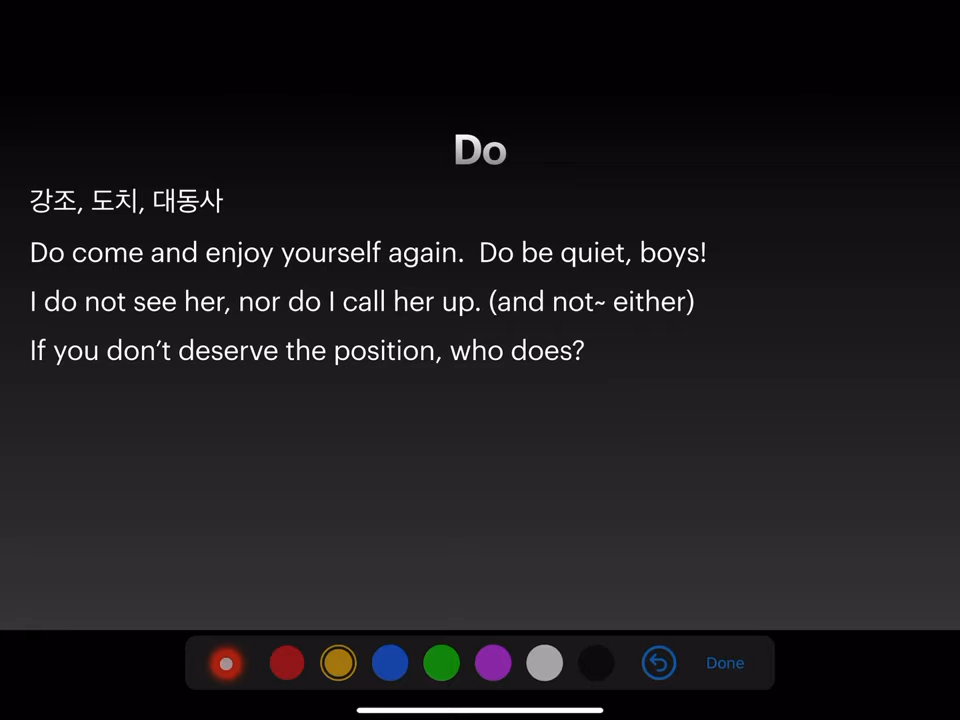 Do
강조, 도치, 대동사
Do come and enjoy yourself again.  Do be quiet, boys!
I do not see her, nor do I call her up. (and not~ either)
If you don’t deserve the position, who does?
Done